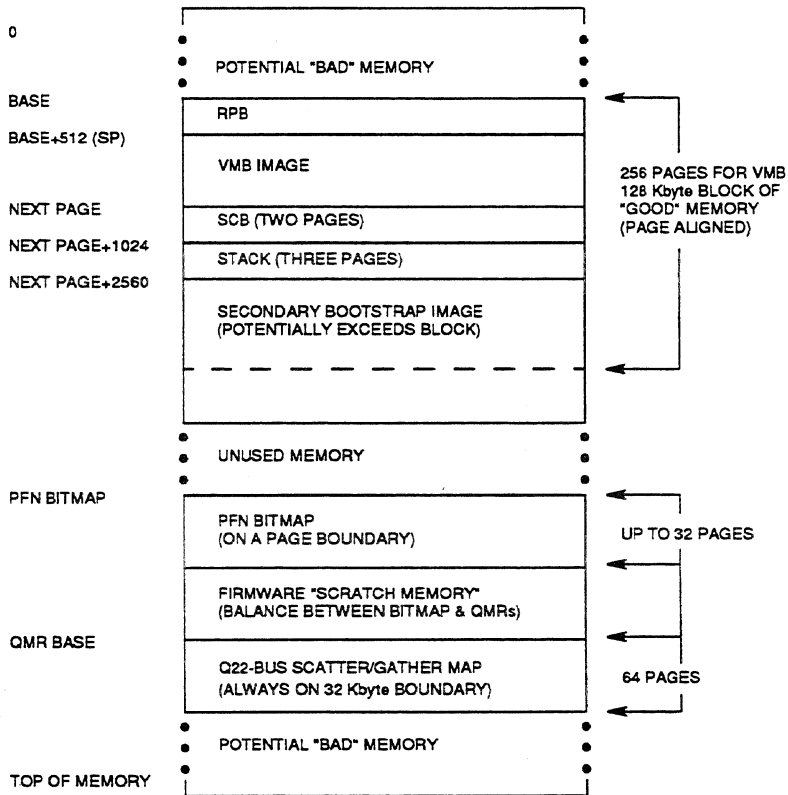 0
POTENTIAL "BAD" MEMORY
BASE
RPB
BASE+512 (SP)
VMB IMAGE
256 PAGES FOR VMB
128 Kbyte BLOCK OF
"GOOD" MEMORY
(PAGE ALIGNED)
NEXT PAGE
SCB (TWO PAGES)
NEXT PAGE+1024
STACK (THREE PAGES)
NEXT PAGE+2560
SECONDARY BOOTSTRAP IMAGE
(POTENTIALLY EXCEEDS BLOCK)
UNUSED MEMORY
PFN BITMAP
PFN BITMAP
(ON A PAGE BOUNDARY)
UP TO 32 PAGES
FIRMWARE "SCRATCH MEMORY"
(BALANCE BETWEEN BITMAP & QMRs)
QMR BASE
Q22-BUS SCATTER/GATHER MAP
(ALWAYS ON 32 Kbyte BOUNDARY)
64 PAGES
POTENTIAL "BAD" MEMORY
TOP OF MEMORY